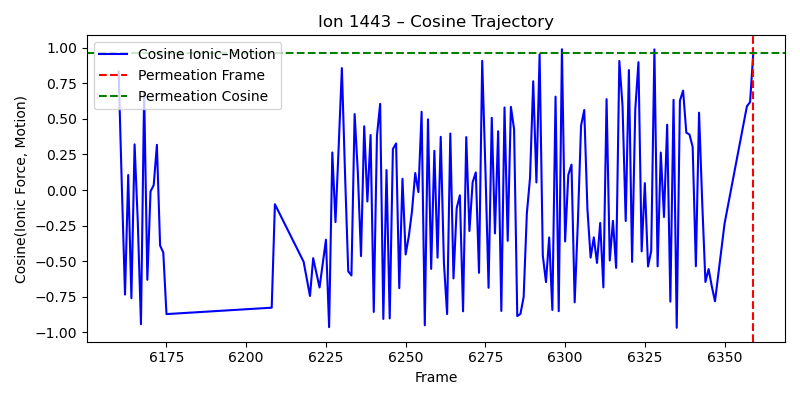 Ion 1443 – Cosine Trajectory
Cosine Ionic–Motion
Permeation Frame
Permeation Cosine
Cosine(Ionic Force, Motion)
1.00
0.75
0.50
0.25
0.00
−0.25
−0.50
−0.75
−1.00
6175 6200 6225 6250 6275 6300 6325 6350
Frame